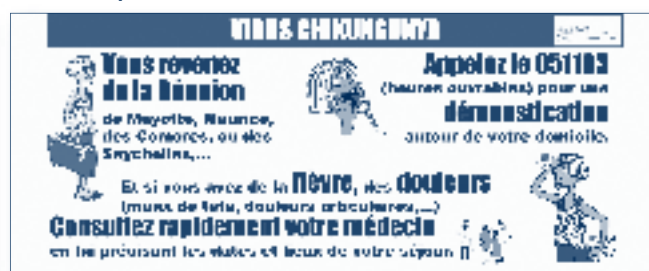 VIRUS CHIKUNGUNYA
Vous revenez
de la Réunion
de Mayotte, Maurice,
des Comores, ou des
Seychelles,...
Appelez le 051103
(heures ouvrables) pour une
démoustication
autour de votre domicile.
Et si vous avez de la fièvre, des douleurs
(maux de tête, douleurs articulaires,...)
Consultez rapidement votre médecin
en lui précisant les dates et lieux de votre séjour